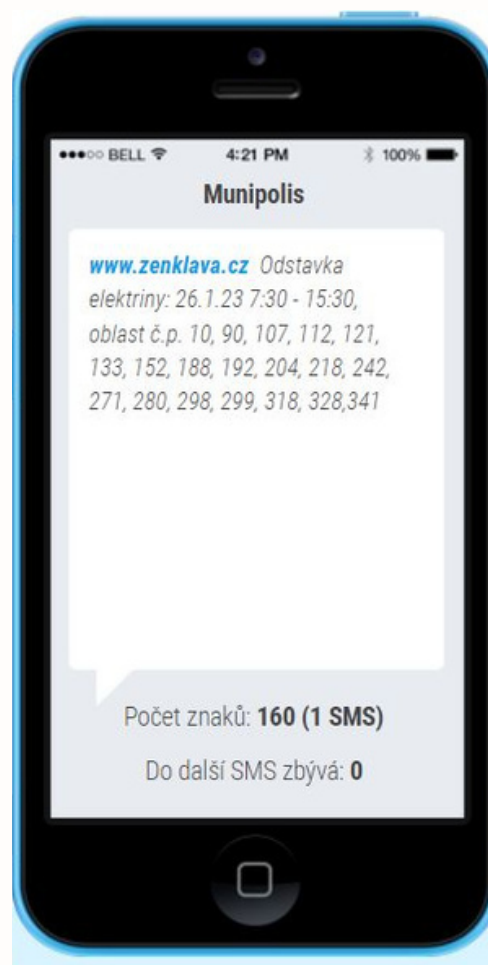 BELL 4:21 PM 100%
Munipolis
www.zenklava.cz Odstavka
elektriny: 26.1.23 7:30 - 15:30,
oblast č.p. 10, 90, 107, 112, 121,
133, 152, 188, 192, 204, 218, 242,
271, 280, 298, 299, 318, 328,341
Počet znaků: 160 (1 SMS)
Do další SMS zbývá: 0